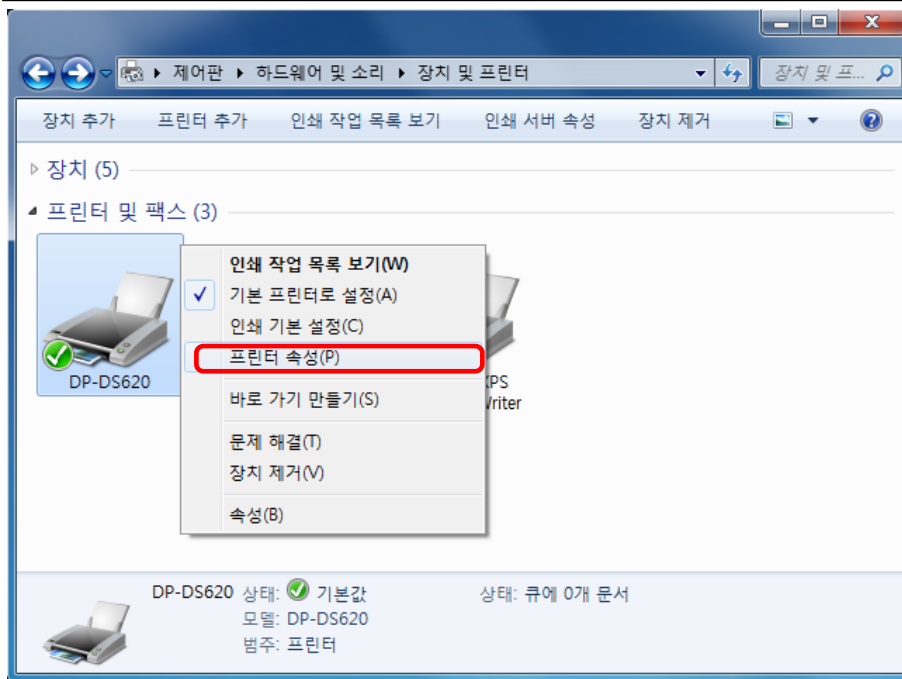 제어판 ▸ 하드웨어 및 소리 ▸ 장치 및 프린터
장치 및 프...
장치 추가 프린터 추가 인쇄 작업 목록 보기 인쇄 서버 속성 장치 제거
장치 (5)
프린터 및 팩스 (3)
DP-DS620
인쇄 작업 목록 보기(W)
기본 프린터로 설정(A)
인쇄 기본 설정(C)
프린터 속성(P)
바로 가기 만들기(S)
문제 해결(T)
장치 제거(V)
속성(B)
DP-DS620 상태: 기본값 상태: 큐에 0개 문서
모델: DP-DS620
범주: 프린터